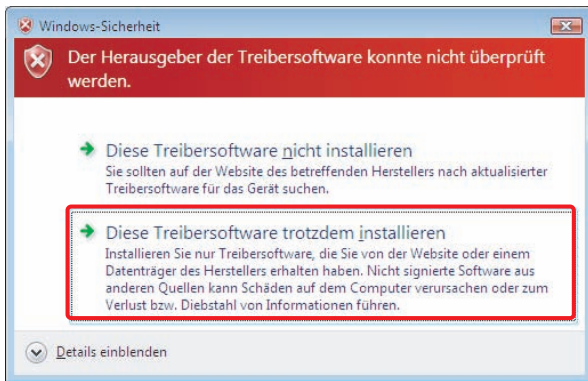 Windows-Sicherheit
Der Herausgeber der Treibersoftware konnte nicht überprüft
werden.
Diese Treibersoftware nicht installieren
Sie sollten auf der Website des betreffenden Herstellers nach aktualisierter
Treibersoftware für das Gerät suchen.
Diese Treibersoftware trotzdem installieren
Installieren Sie nur Treibersoftware, die Sie von der Website oder einem
Datenträger des Herstellers erhalten haben. Nicht signierte Software aus
anderen Quellen kann Schäden auf dem Computer verursachen oder zum
Verlust bzw. Diebstahl von Informationen führen.
Details einblenden